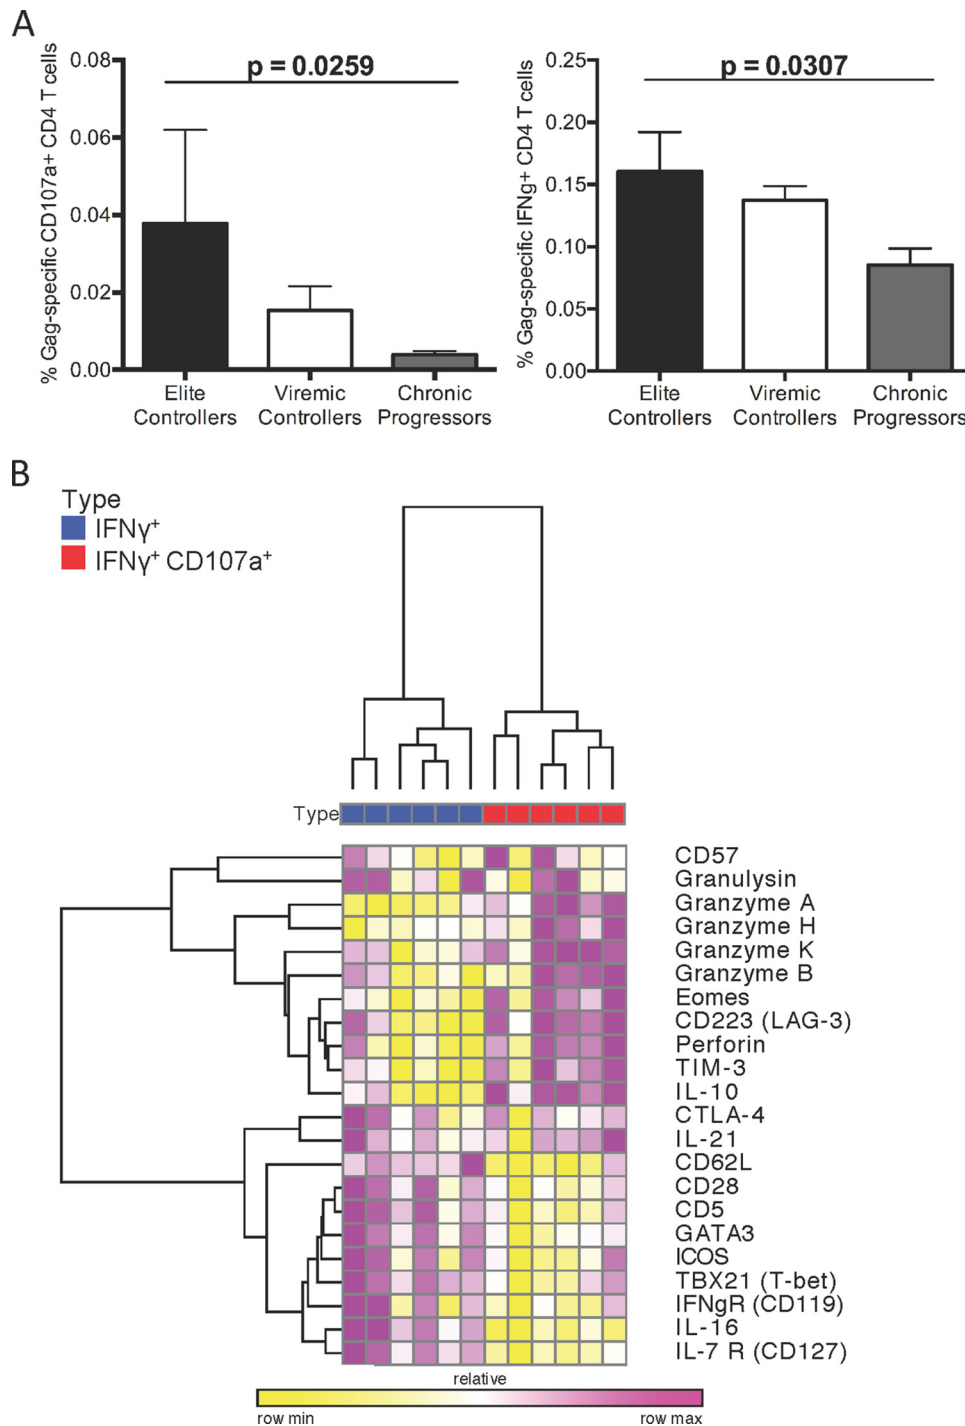 A
% Gag-specific CD107a+ CD4 T cells
0.08
0.06
0.04
0.02
0.00
p = 0.0259
Elite Controllers
Viremic Controllers
Chronic Progressors
% Gag-specific IFNg+ CD4 T cells
0.25
0.20
0.15
0.10
0.05
0.00
p = 0.0307
Elite Controllers
Viremic Controllers
Chronic Progressors
B
Type
IFNγ+
IFNγ+ CD107a+
Type
CD57
Granulysin
Granzyme A
Granzyme H
Granzyme K
Granzyme B
Eomes
CD223 (LAG-3)
Perforin
TIM-3
IL-10
CTLA-4
IL-21
CD62L
CD28
CD5
GATA3
ICOS
TBX21 (T-bet)
IFNgR (CD119)
IL-16
IL-7 R (CD127)
relative
row min
row max